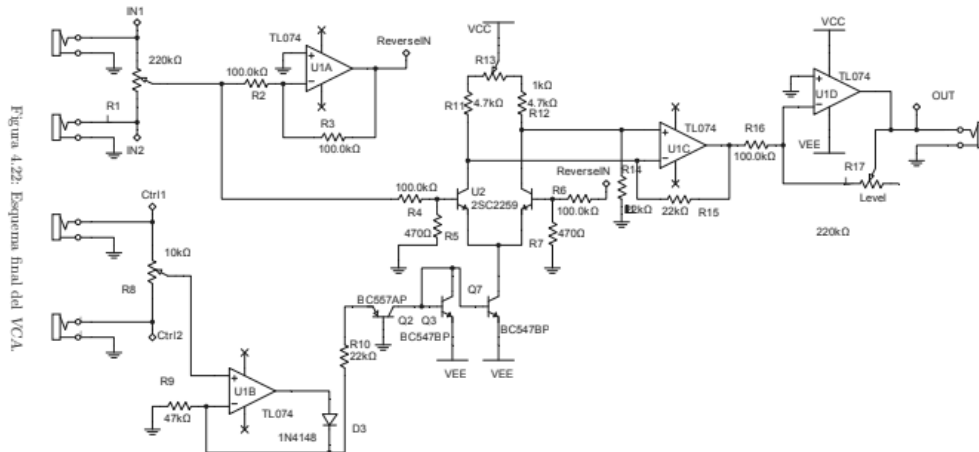 IN1
TL074
ReverseIN
VCC
VCC
220kΩ
U1A
R13
1kΩ
TL074
U1D
100.0kΩ
R2
R11
4.7kΩ
4.7kΩ
R12
OUT
R1
R3
100.0kΩ
TL074
R16
100.0kΩ
VEE
IN2
U1C
R17
Level
220kΩ
ReverseIN
R14
22kΩ
R15
100.0kΩ
R4
U2
2SC2259
R6
100.0kΩ
Ctrl1
470Ω
R5
R7
470Ω
10kΩ
R8
BC557AP
Q7
Q2
Q3
BC547BP
BC547BP
Ctrl2
R10
22kΩ
VEE
VEE
R9
47kΩ
U1B
TL074
1N4148
D3
Figura 4.22: Esquema final del VCA.